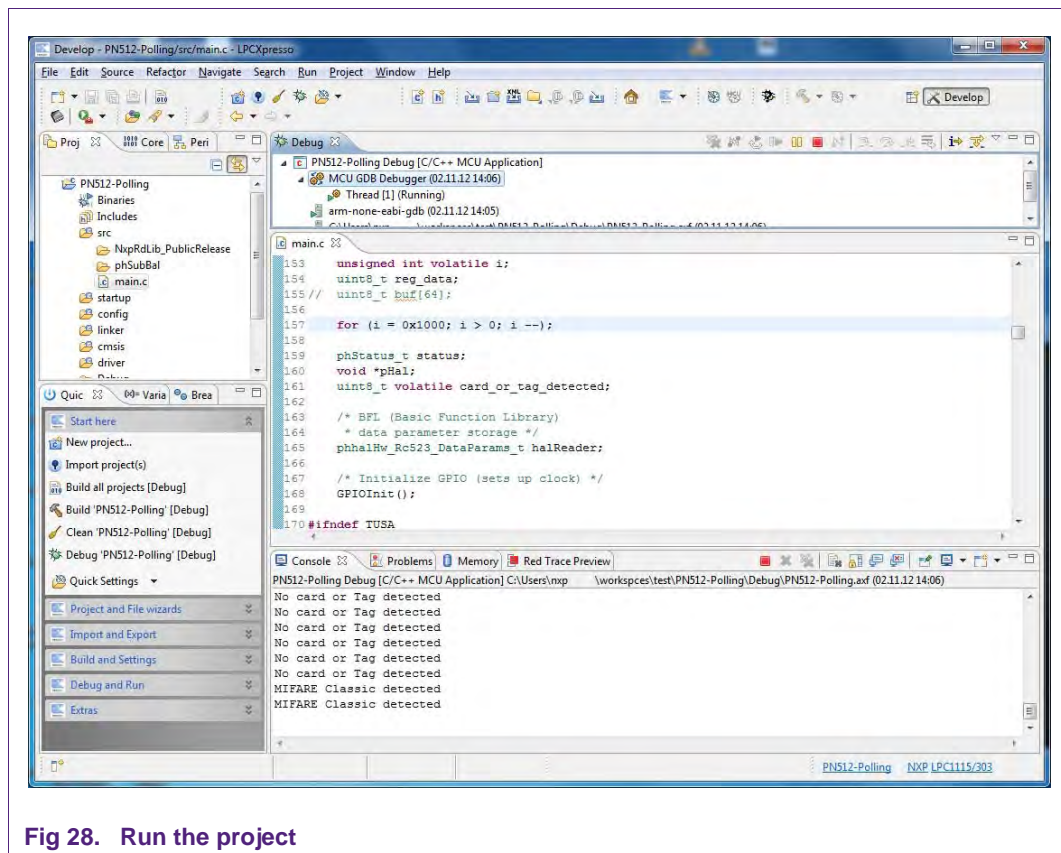 Develop - PN512-Polling/src/main.c - LPCXpresso
File Edit Source Refactor Navigate Search Run Project Window Help
Develop
Proj Core Peri
PN512-Polling
Binaries
Includes
src
NxpRdLib_PublicRelease
phSubBal
main.c
startup
config
linker
cmsis
driver
Debug
PN512-Polling Debug [C/C++ MCU Application]
MCU GDB Debugger (02.11.12 14:06)
Thread [1] (Running)
arm-none-eabi-gdb (02.11.12 14:05)
main.c
153 unsigned int volatile i;
154 uint8_t reg_data;
155 // uint8_t buf[64];
156
157 for (i = 0x1000; i > 0; i --);
158
159 phStatus_t status;
160 void *pHal;
161 uint8_t volatile card_or_tag_detected;
162
163 /* BFL (Basic Function Library)
164 * data parameter storage */
165 phhalHw_Rc523_DataParams_t halReader;
166
167 /* Initialize GPIO (sets up clock) */
168 GPIOInit();
169
170 #ifndef TUSA
Quic Varia Brea
Start here
New project...
Import project(s)
Build all projects [Debug]
Build 'PN512-Polling' [Debug]
Clean 'PN512-Polling' [Debug]
Debug 'PN512-Polling' [Debug]
Quick Settings
Project and File wizards
Import and Export
Build and Settings
Debug and Run
Extras
Console Problems Memory Red Trace Preview
PN512-Polling Debug [C/C++ MCU Application] C:\Users\nxp \workspces\test\PN512-Polling\Debug\PN512-Polling.axf (02.11.12 14:06)
No card or Tag detected
No card or Tag detected
No card or Tag detected
No card or Tag detected
No card or Tag detected
No card or Tag detected
MIFARE Classic detected
MIFARE Classic detected
PN512-Polling NXP LPC1115/303
Fig 28. Run the project